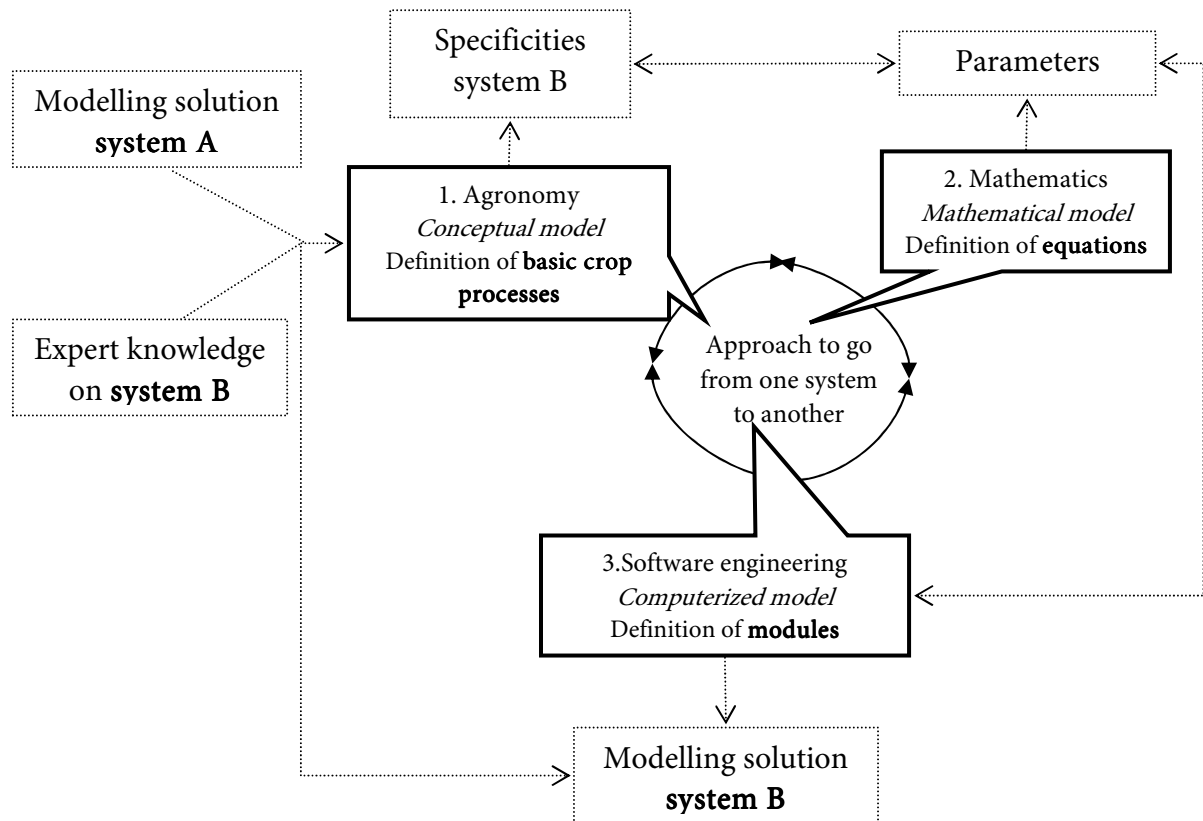 Specificities
system B
Parameters
Modelling solution
system A
1. Agronomy
Conceptual model
Definition of basic crop
processes
2. Mathematics
Mathematical model
Definition of equations
Expert knowledge
on system B
Approach to go
from one system
to another
3.Software engineering
Computerized model
Definition of modules
Modelling solution
system B